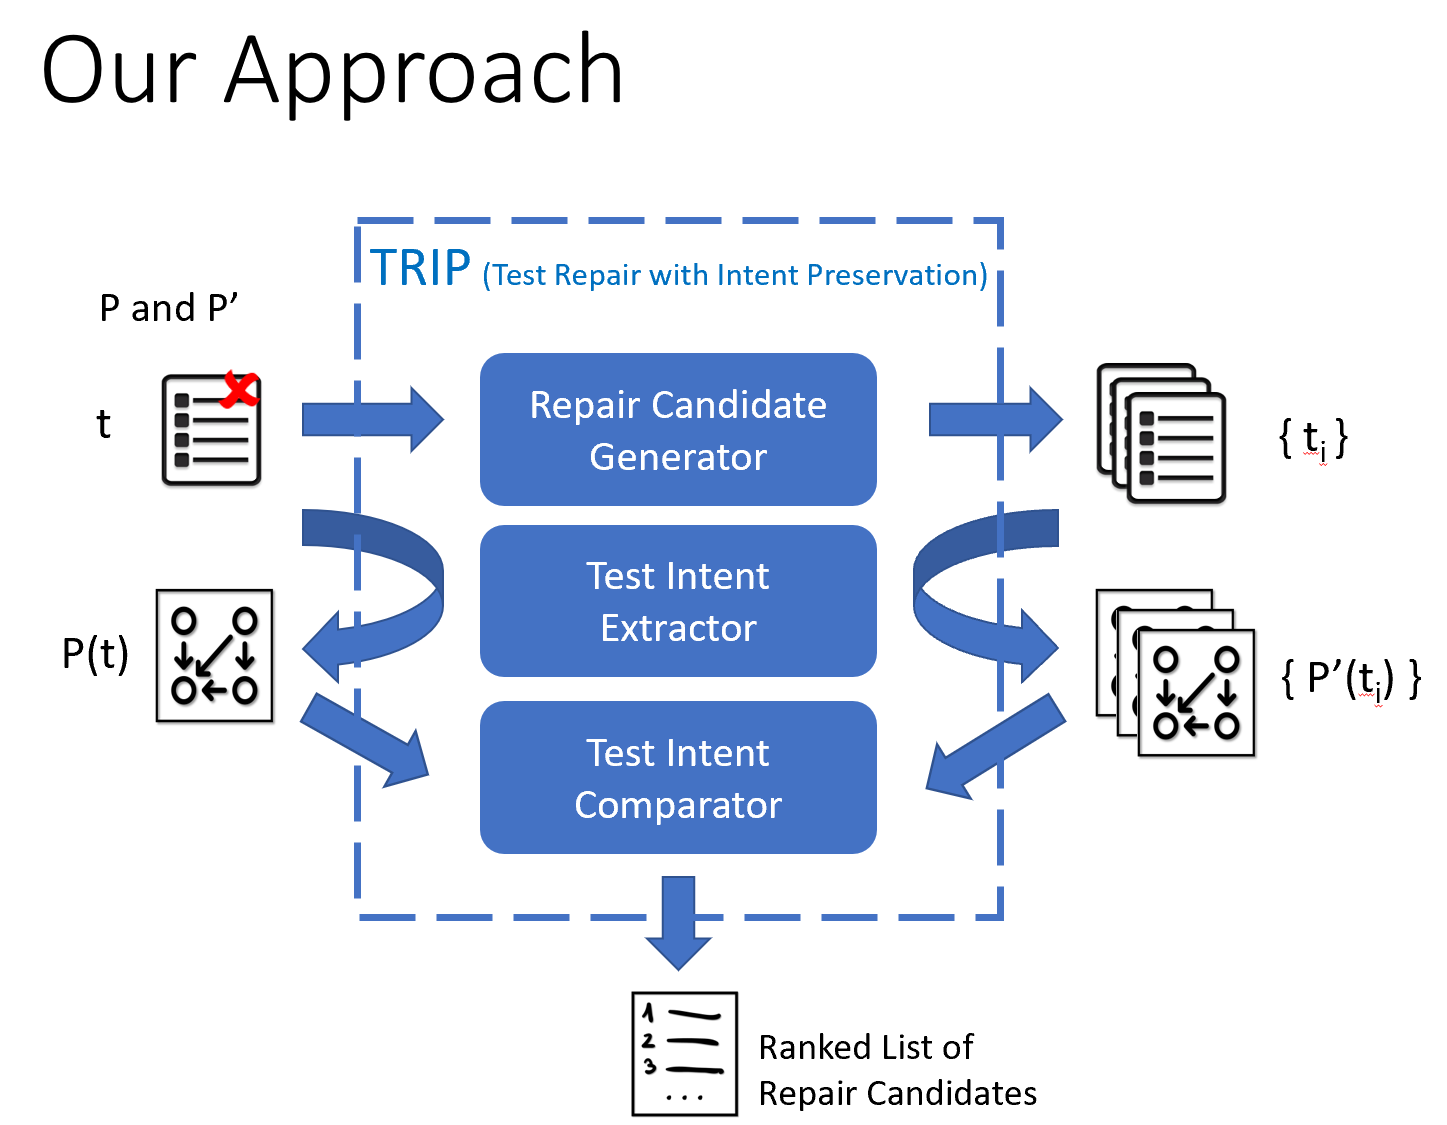 Our Approach
TRIP (Test Repair with Intent Preservation)
P and P’
t
Repair Candidate
Generator
{ ti }
Test Intent
Extractor
P(t)
{ P’(ti) }
Test Intent
Comparator
1
2
3
...
Ranked List of
Repair Candidates